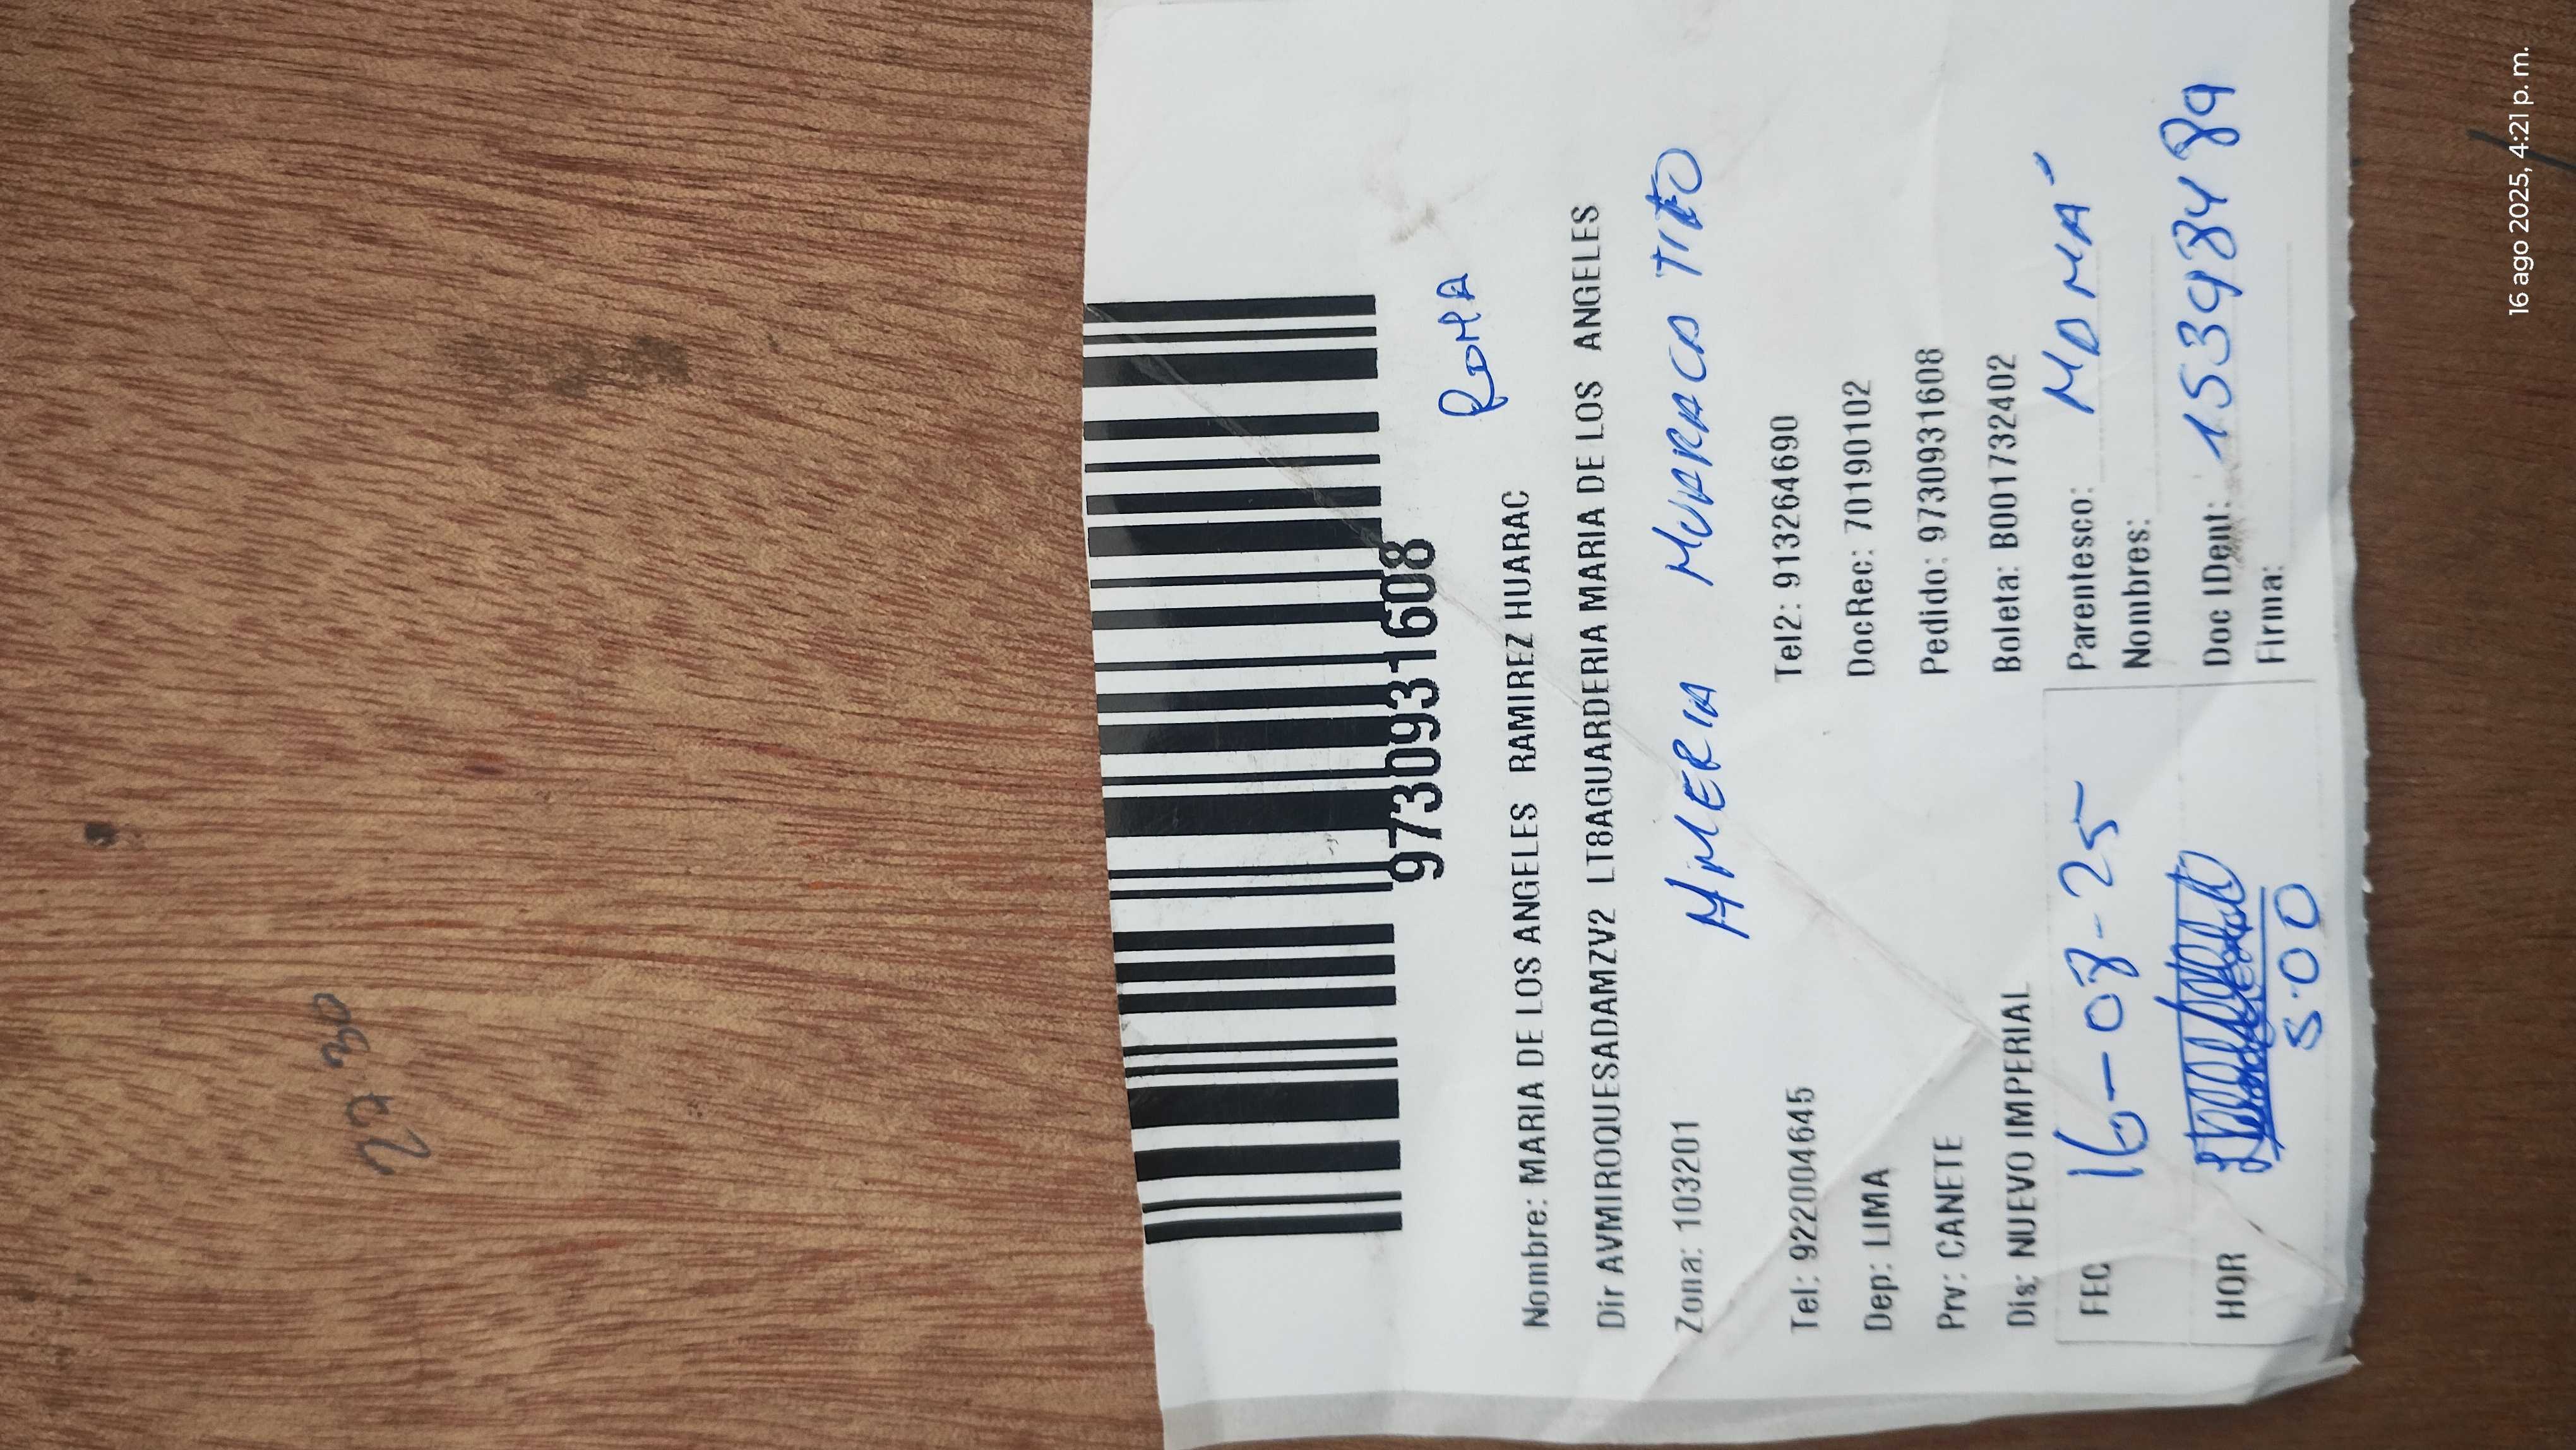 9730931608
ROMA
Nombre: MARIA DE LOS ANGELES RAMIREZ HUARAC
Dir AVMIROQUESADAMZV2 LT8AGUARDERIA MARIA DE LOS ANGELES
Zona: 103201
HUARACA TITO
Tel: 922004645 Tel2: 913264690
Dep: LIMA DocRec: 70190102
Prv: CANETE Pedido: 9730931608
Dis: NUEVO IMPERIAL Boleta: B001732402
FEC 16-08-25 Parentesco: MAMÁ
Nombres:
HOR 5:00 Doc IDent: 15398489
Firma:
16 ago 2025, 4:21 p. m.